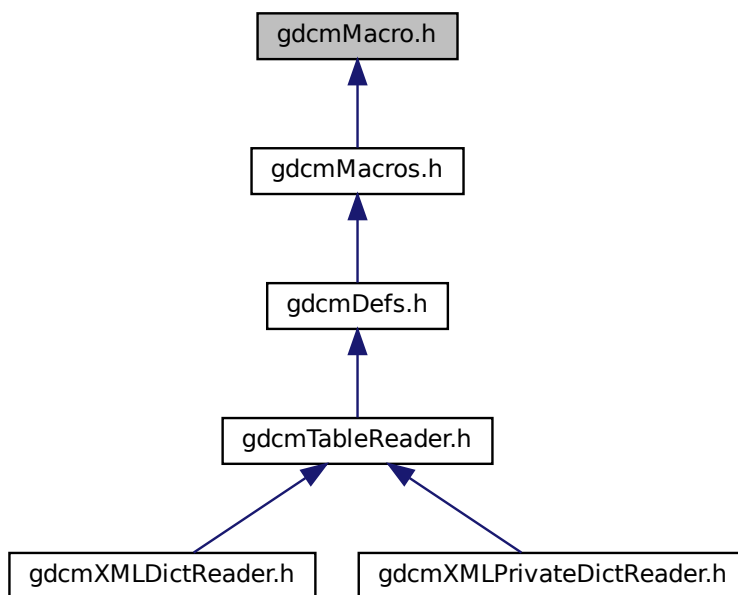 gdcmMacro.h
gdcmMacros.h
gdcmDefs.h
gdcmTableReader.h
gdcmXMLDictReader.h
gdcmXMLPrivateDictReader.h